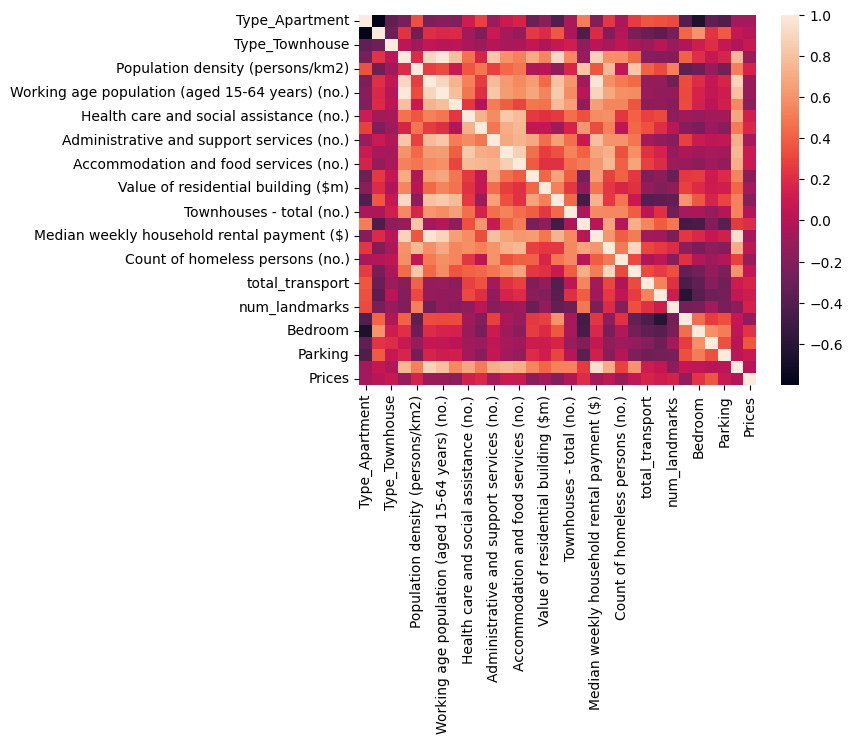 Type_Apartment
Type_Townhouse
Population density (persons/km2)
Working age population (aged 15-64 years) (no.)
Health care and social assistance (no.)
Administrative and support services (no.)
Accommodation and food services (no.)
Value of residential building ($m)
Townhouses - total (no.)
Median weekly household rental payment ($)
Count of homeless persons (no.)
total_transport
num_landmarks
Bedroom
Parking
Prices
Type_Apartment
Type_Townhouse
Population density (persons/km2)
Working age population (aged 15-64 years) (no.)
Health care and social assistance (no.)
Administrative and support services (no.)
Accommodation and food services (no.)
Value of residential building ($m)
Townhouses - total (no.)
Median weekly household rental payment ($)
Count of homeless persons (no.)
total_transport
num_landmarks
Bedroom
Parking
Prices
1.0
0.8
0.6
0.4
0.2
0.0
−0.2
−0.4
−0.6